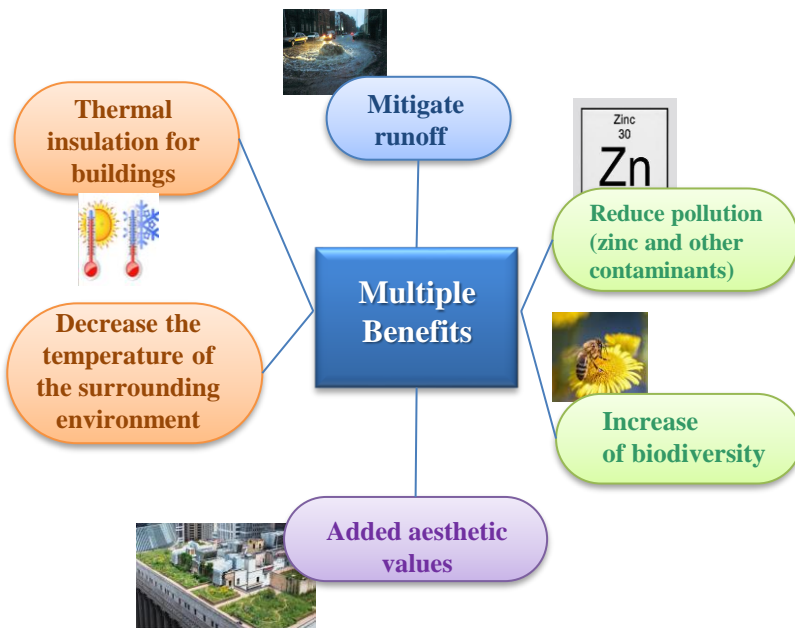 Mitigate
runoff
Thermal
insulation for
buildings
Zinc
30
Zn
Reduce pollution
(zinc and other
contaminants)
Multiple
Benefits
Decrease the
temperature of
the surrounding
environment
Increase
of biodiversity
Added aesthetic
values